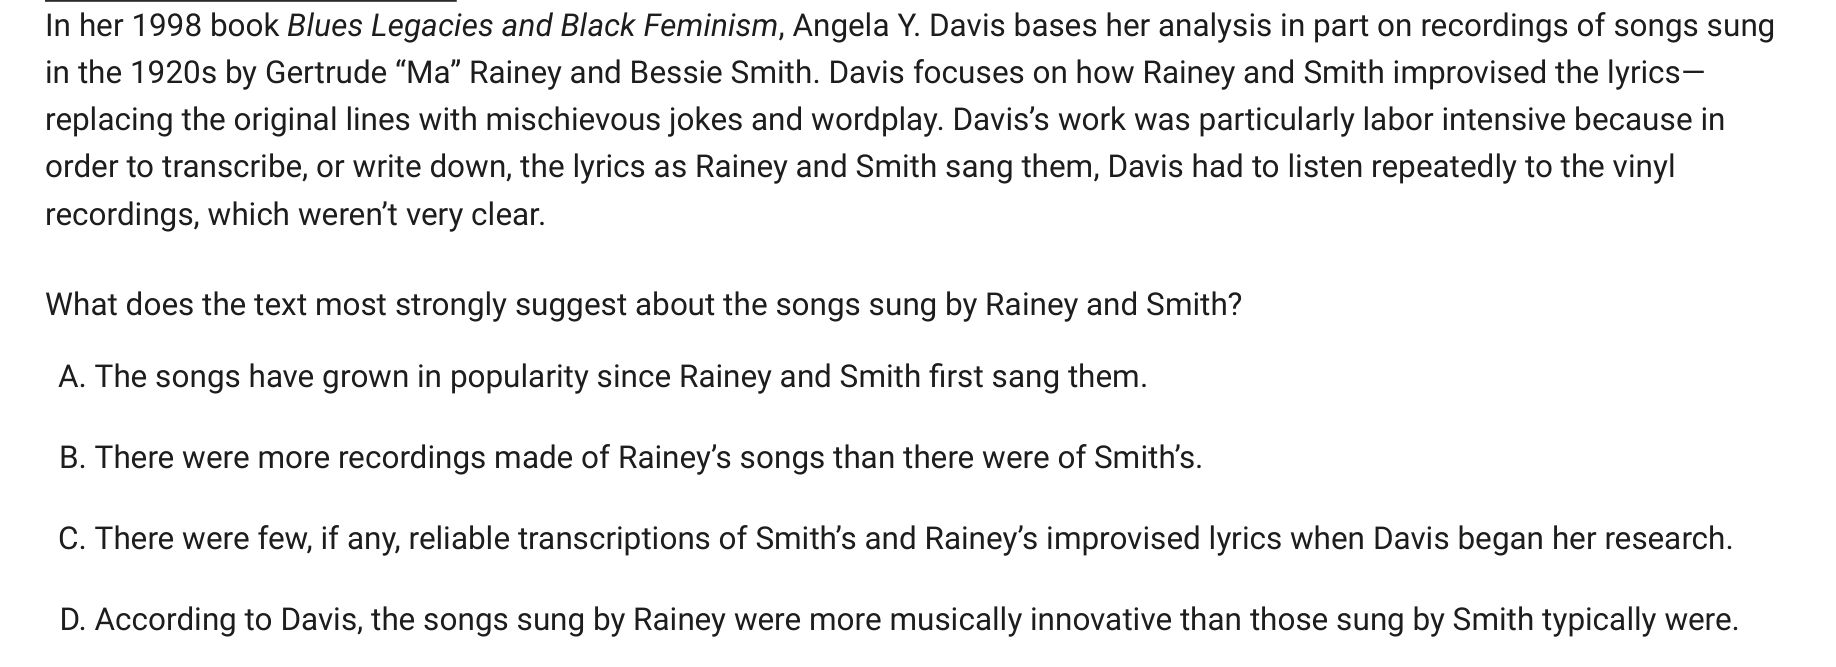 In her 1998 book Blues Legacies and Black Feminism, Angela Y. Davis bases her analysis in part on recordings of songs sung
in the 1920s by Gertrude “Ma” Rainey and Bessie Smith. Davis focuses on how Rainey and Smith improvised the lyrics—
replacing the original lines with mischievous jokes and wordplay. Davis’s work was particularly labor intensive because in
order to transcribe, or write down, the lyrics as Rainey and Smith sang them, Davis had to listen repeatedly to the vinyl
recordings, which weren’t very clear.
What does the text most strongly suggest about the songs sung by Rainey and Smith?
A. The songs have grown in popularity since Rainey and Smith first sang them.
B. There were more recordings made of Rainey’s songs than there were of Smith’s.
C. There were few, if any, reliable transcriptions of Smith’s and Rainey’s improvised lyrics when Davis began her research.
D. According to Davis, the songs sung by Rainey were more musically innovative than those sung by Smith typically were.